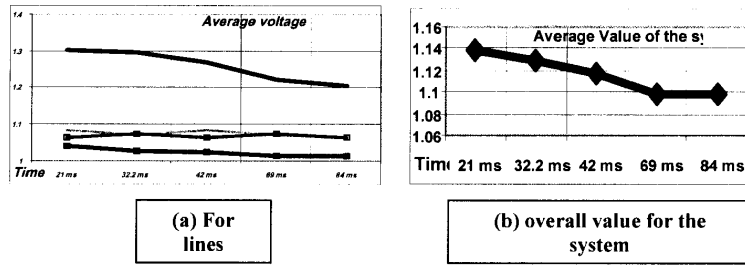 Average voltage
1.4
1.3
1.2
1.1
1
Time 21 ms 32.2 ms 42 ms 69 ms 84 ms
(a) For
lines
1.16
Average Value of the sy
1.14
1.12
1.10
1.08
1.06
Time 21 ms 32.2 ms 42 ms 69 ms 84 ms
(b) overall value for the
system